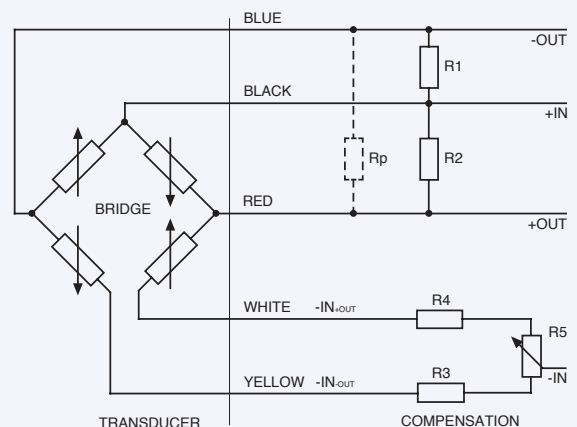 BLUE
-OUT
R1
BLACK
+IN
Rp
R2
BRIDGE
RED
+OUT
WHITE -IN+OUT
R4
R5
-IN
R3
YELLOW -IN-OUT
TRANSDUCER
COMPENSATION